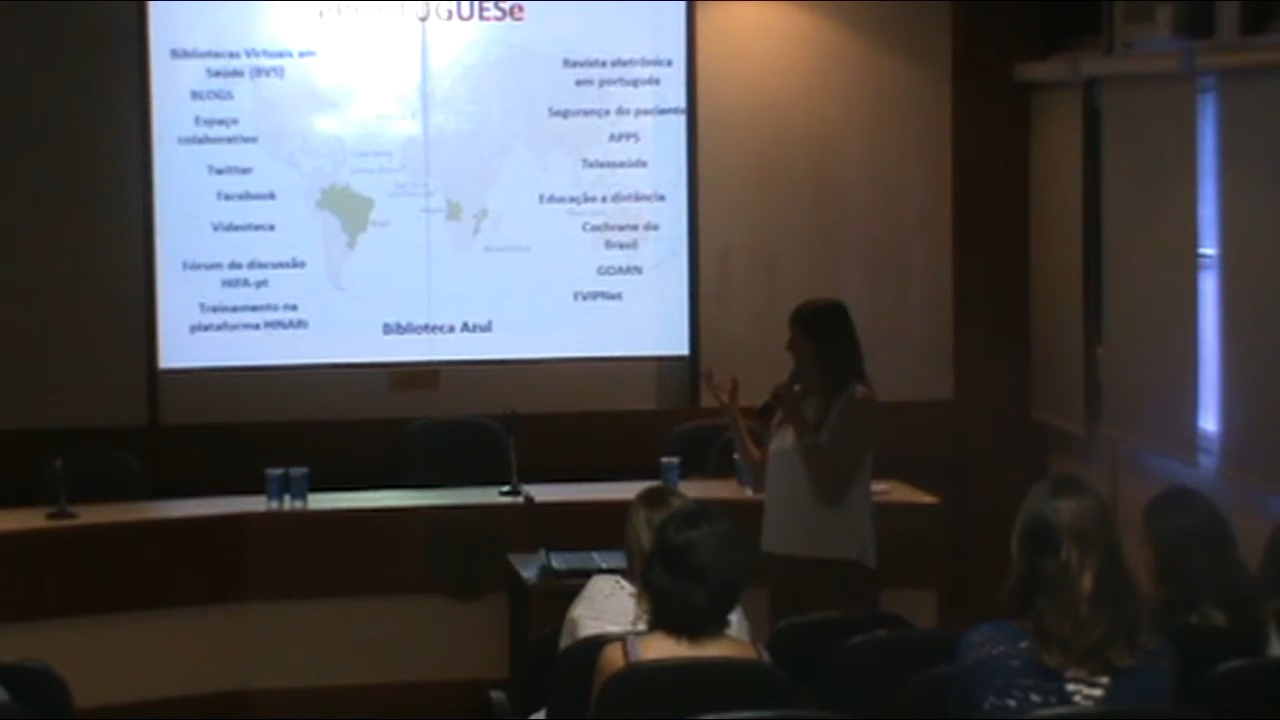 Bibliotecas Virtuais em
Saúde (BVS)
BLOGS
Espaço
colaborativo
Twitter
Facebook
Videoteca
Fórum de discussão
HIFA-pt
Treinamento na
plataforma HINARI
Biblioteca Azul
Revista eletrônica
em português
Segurança do paciente
APPS
Telessaúde
Educação a distância
Cochrane do
Brasil
GOARN
EVIPNet